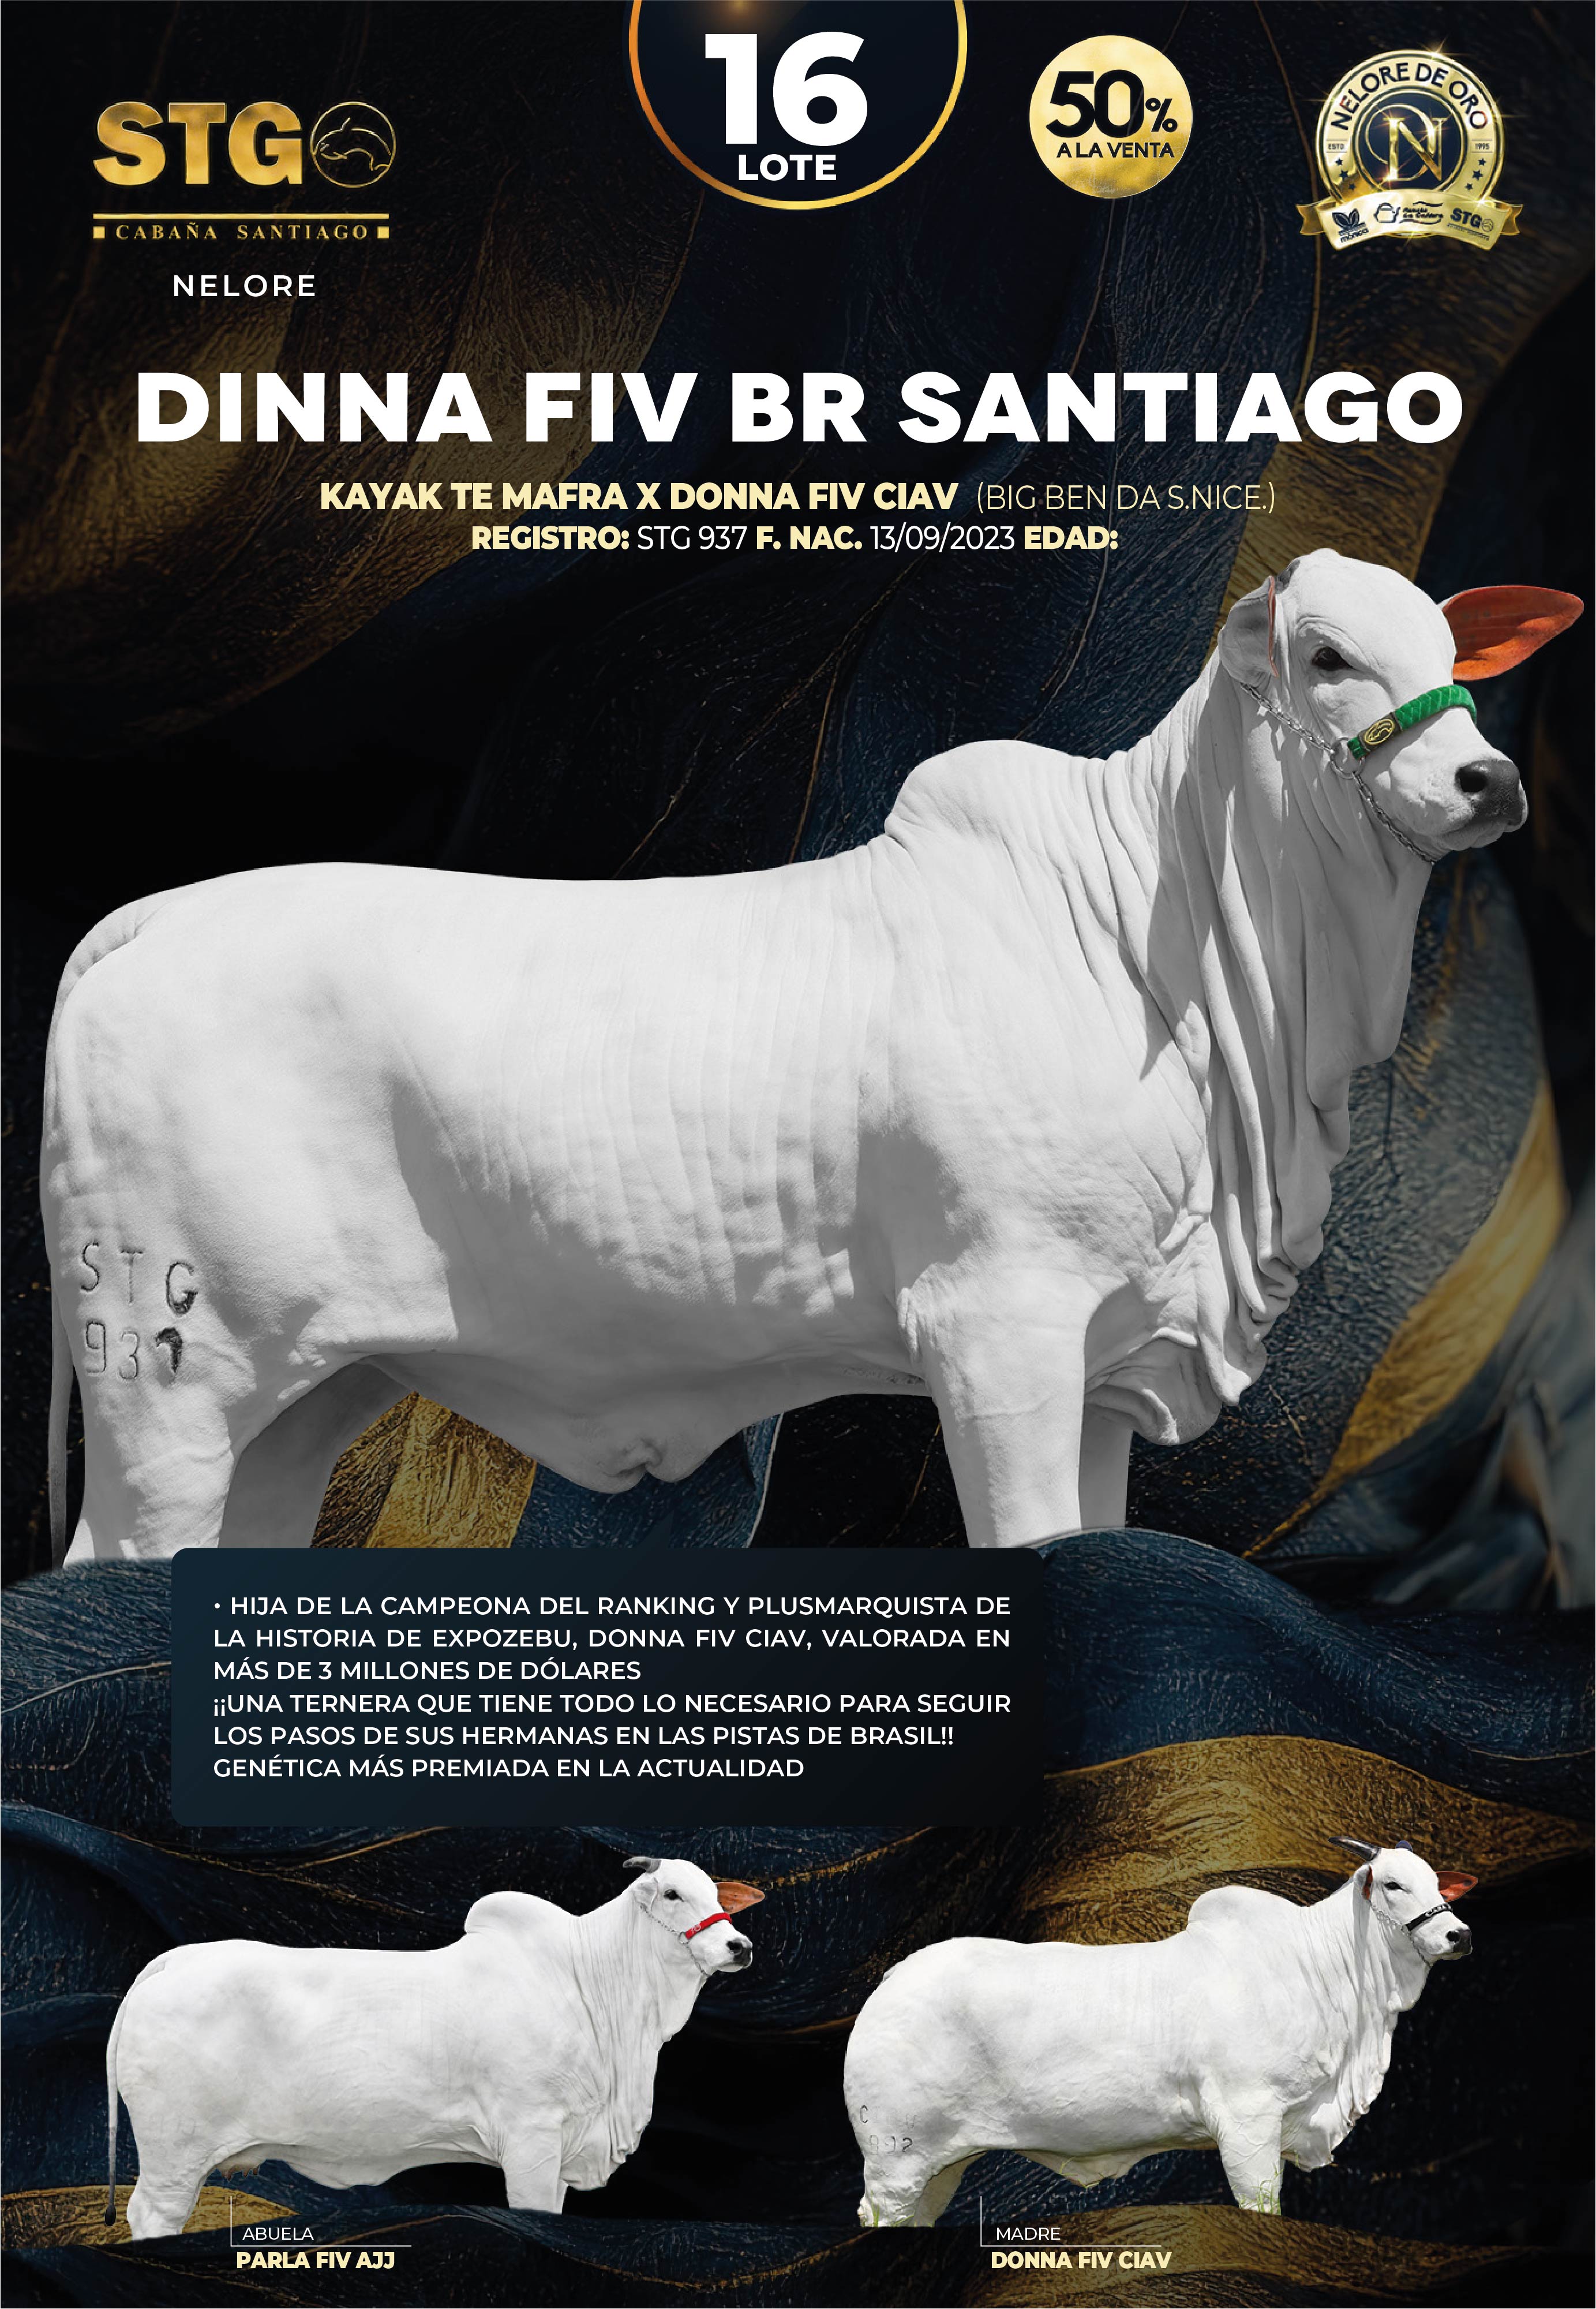 16
LOTE
50%
A LA VENTA
NELORE DE ORO
ESTD 1995
N
STG
STG
CABAÑA SANTIAGO
NELORE
DINNA FIV BR SANTIAGO
KAYAK TE MAFRA X DONNA FIV CIAV (BIG BEN DA S.NICE.)
REGISTRO: STG 937 F. NAC. 13/09/2023 EDAD:
STG
937
• HIJA DE LA CAMPEONA DEL RANKING Y PLUSMARQUISTA DE
LA HISTORIA DE EXPOZEBU, DONNA FIV CIAV, VALORADA EN
MÁS DE 3 MILLONES DE DÓLARES
¡¡UNA TERNERA QUE TIENE TODO LO NECESARIO PARA SEGUIR
LOS PASOS DE SUS HERMANAS EN LAS PISTAS DE BRASIL!!
GENÉTICA MÁS PREMIADA EN LA ACTUALIDAD
ABUELA
PARLA FIV AJJ
MADRE
DONNA FIV CIAV